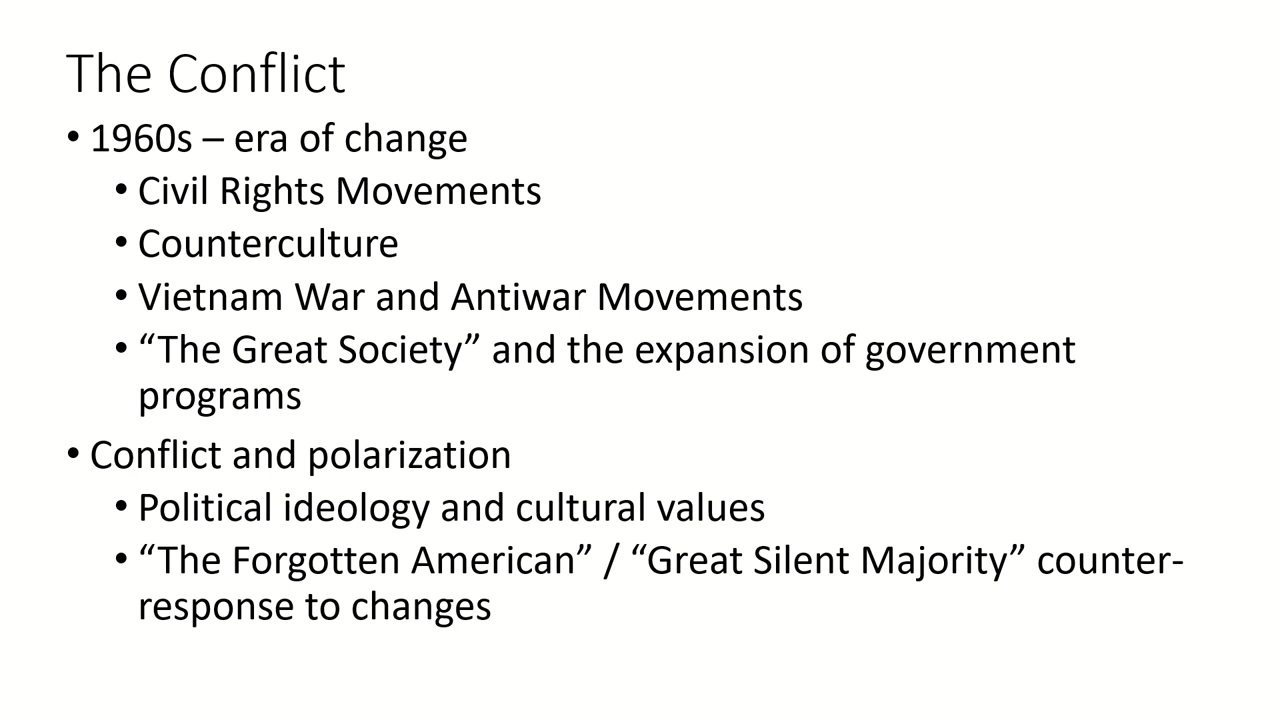 The Conflict
• 1960s – era of change
• Civil Rights Movements
• Counterculture
• Vietnam War and Antiwar Movements
• “The Great Society” and the expansion of government
programs
• Conflict and polarization
• Political ideology and cultural values
• “The Forgotten American” / “Great Silent Majority” counter-
response to changes